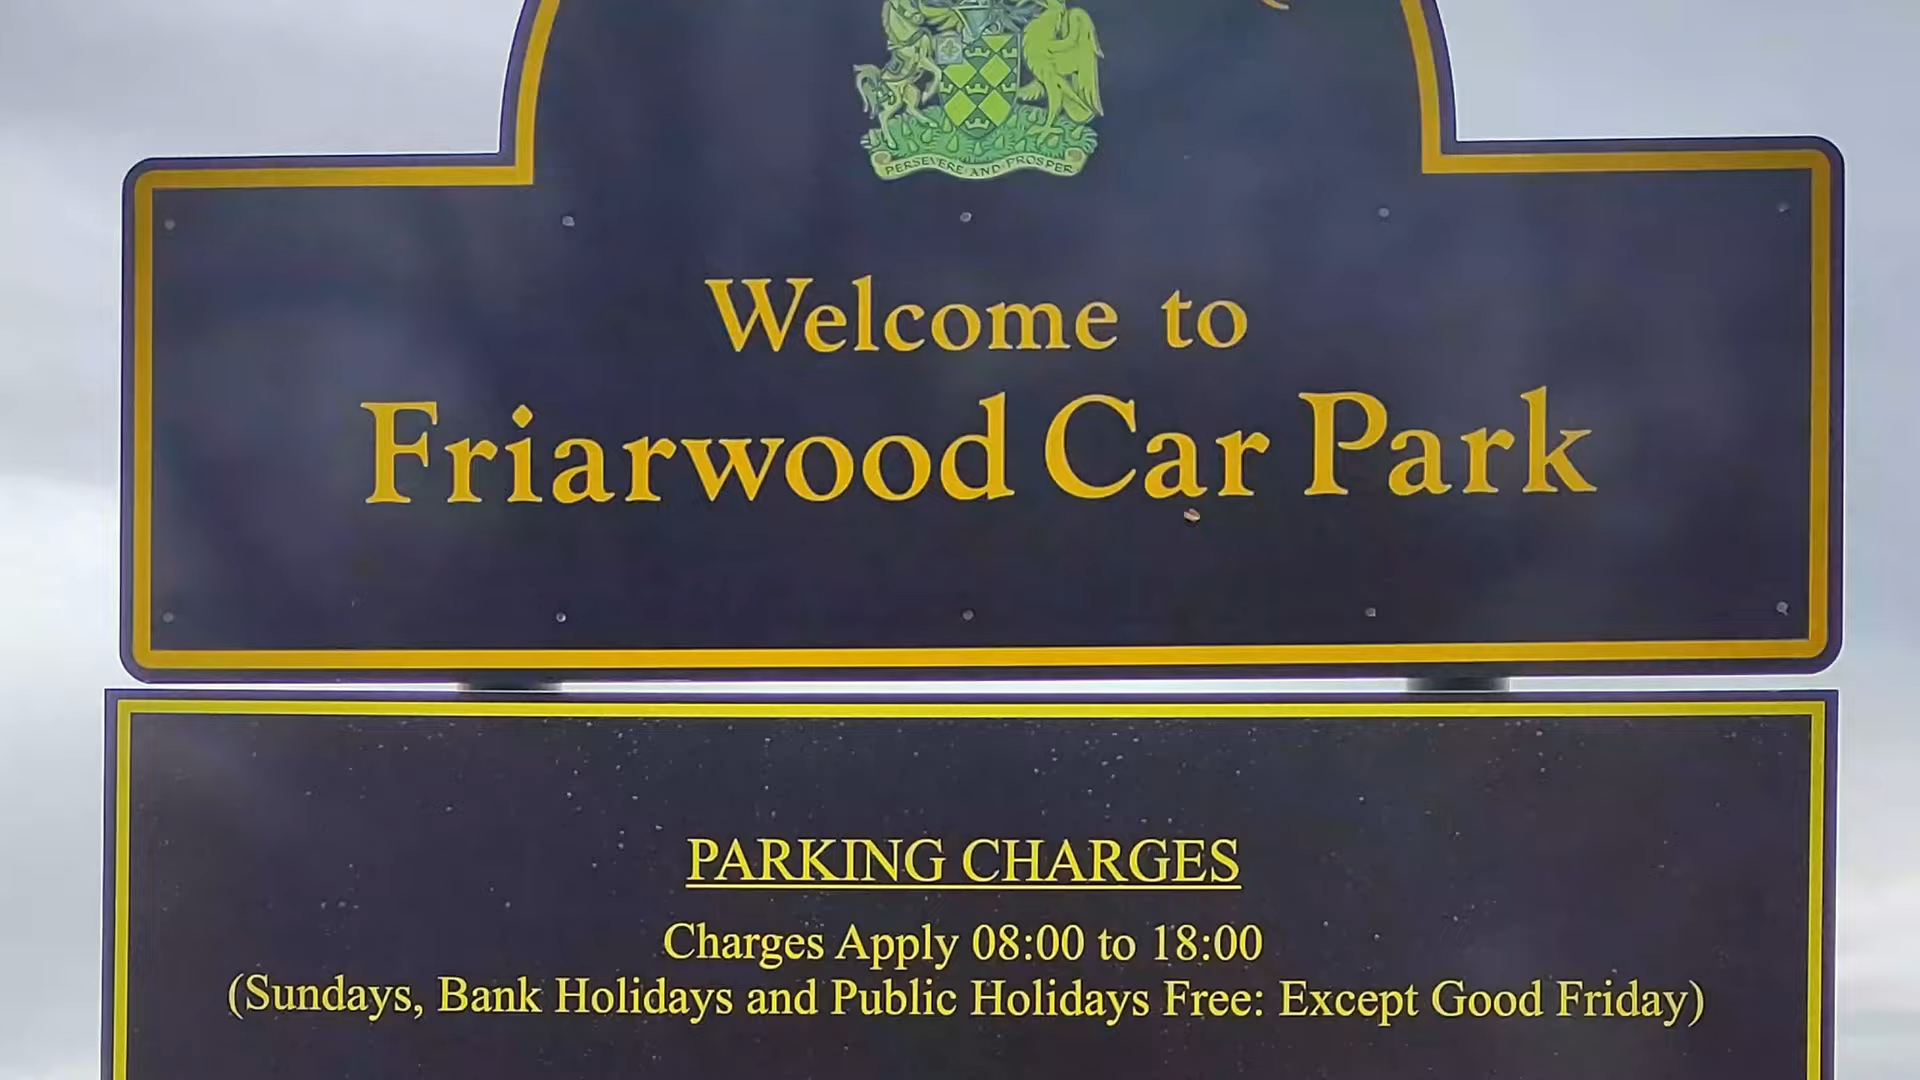 PERSEVERE AND PROSPER
Welcome to
Friarwood Car Park
PARKING CHARGES
Charges Apply 08:00 to 18:00
(Sundays, Bank Holidays and Public Holidays Free: Except Good Friday)